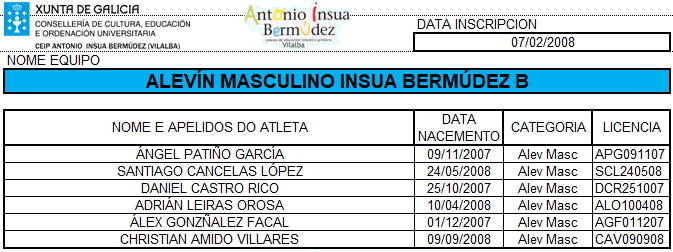 XUNTA DE GALICIA
CONSELLERÍA DE CULTURA, EDUCACIÓN
E ORDENACIÓN UNIVERSITARIA
CEIP ANTONIO INSUA BERMÚDEZ (VILALBA)
Antonio Insua
Bermúdez
Vilalba
DATA INSCRIPCION
07/02/2008
NOME EQUIPO
ALEVÍN MASCULINO INSUA BERMÚDEZ B
NOME E APELIDOS DO ATLETA DATA NACEMENTO CATEGORIA LICENCIA
ÁNGEL PATIÑO GARCÍA 09/11/2007 Alev Masc APG091107
SANTIAGO CANCELAS LÓPEZ 24/05/2008 Alev Masc SCL240508
DANIEL CASTRO RICO 25/10/2007 Alev Masc DCR251007
ADRIÁN LEIRAS OROSA 10/04/2008 Alev Masc ALO100408
ÁLEX GONZÑALEZ FACAL 01/12/2007 Alev Masc AGF011207
CHRISTIAN AMIDO VILLARES 09/09/2008 Alev Masc CAV090908